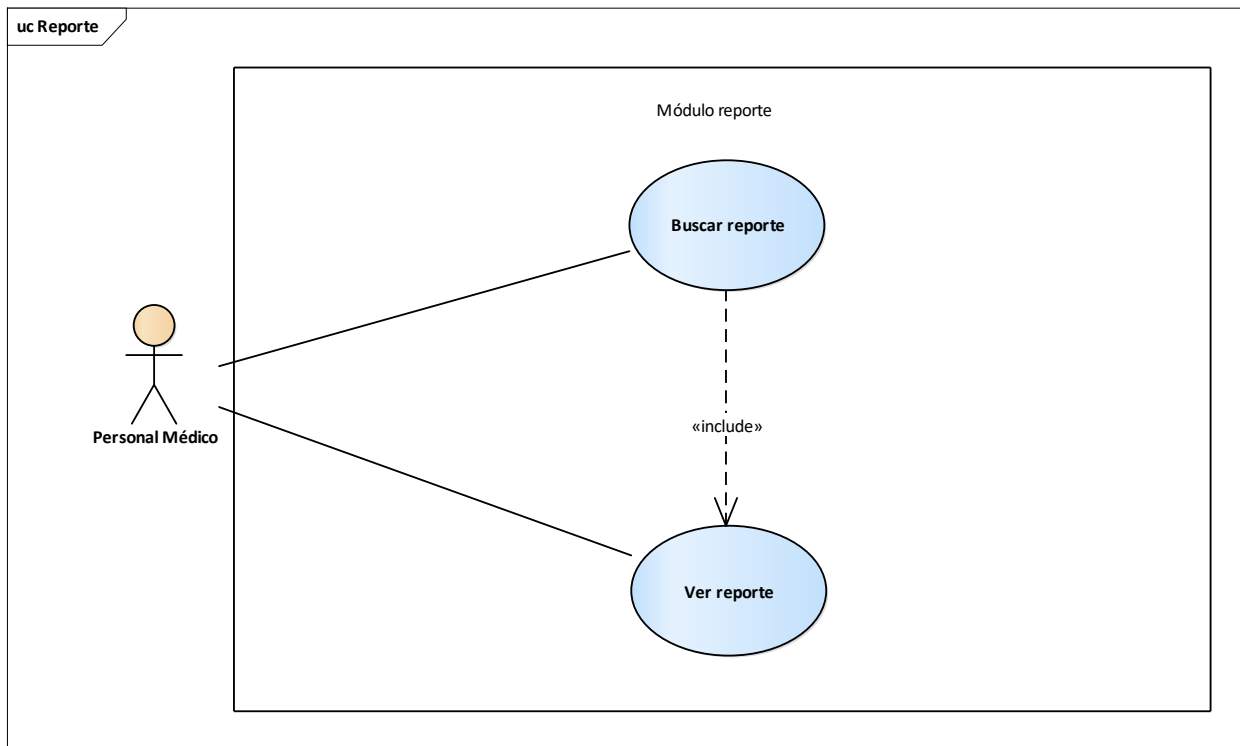 uc Reporte
Módulo reporte
Buscar reporte
«include»
Personal Médico
Ver reporte